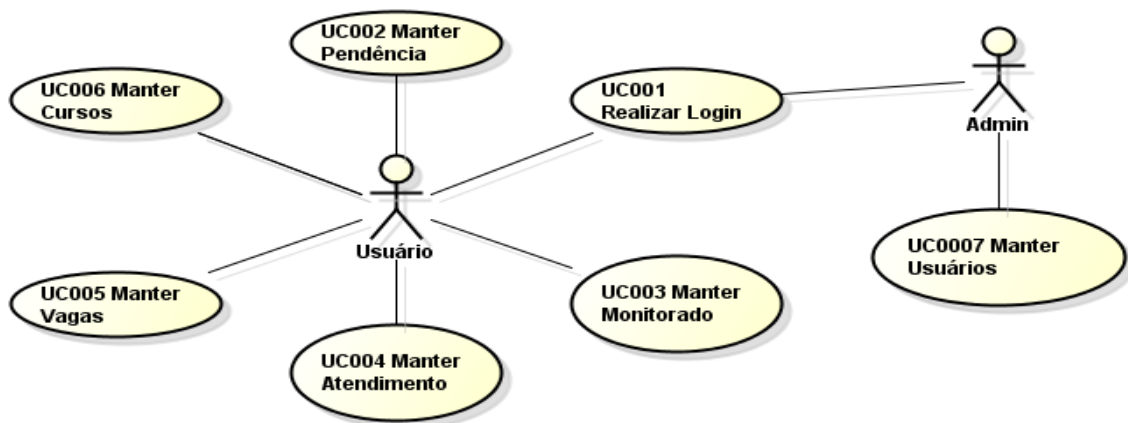 UC002 Manter
Pendência
UC006 Manter
Cursos
UC001
Realizar Login
Admin
Usuário
UC0007 Manter
Usuários
UC005 Manter
Vagas
UC003 Manter
Monitorado
UC004 Manter
Atendimento